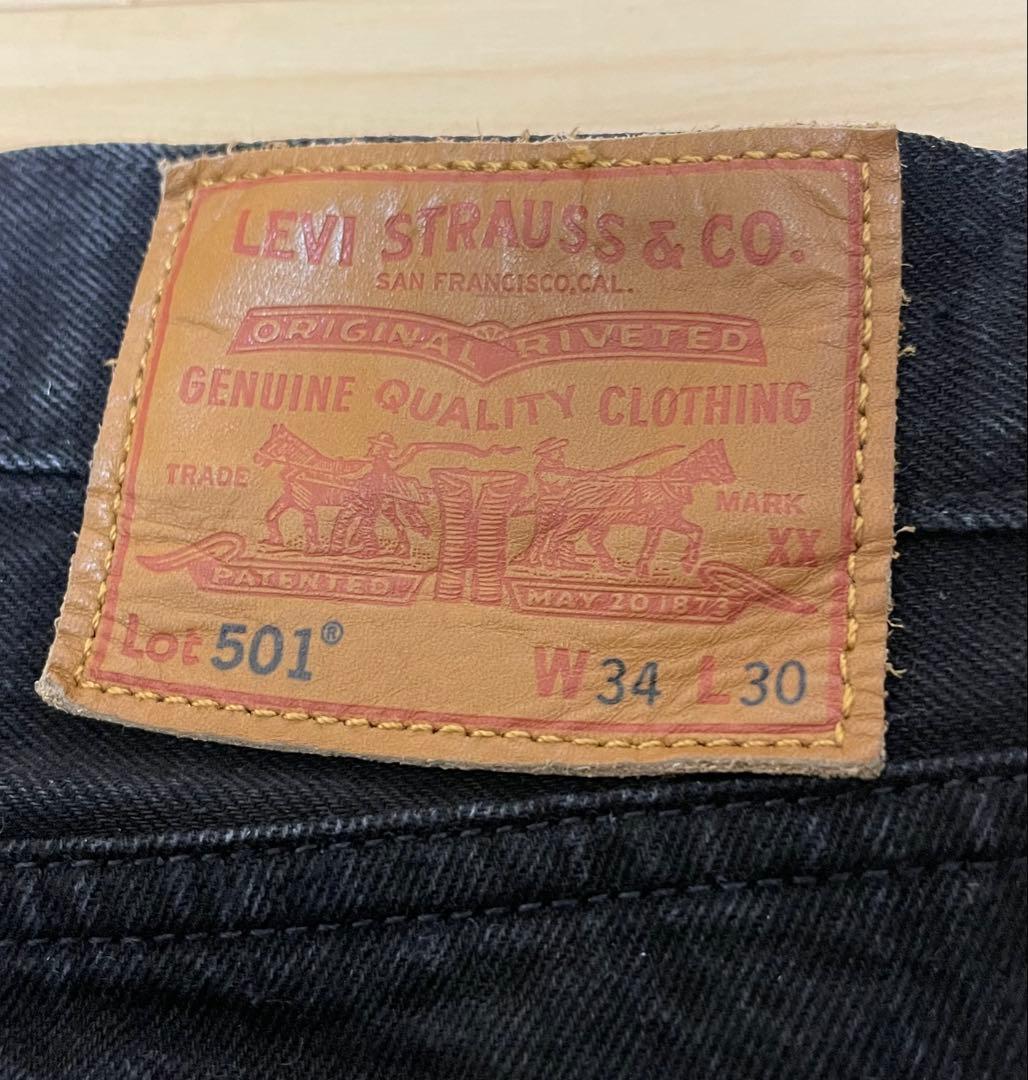 LEVI STRAUSS & CO.
SAN FRANCISCO, CAL.
ORIGINAL RIVETED
GENUINE QUALITY CLOTHING
TRADE MARK
XX
PATENTED MAY 20 1873
Lot 501® W34 L30